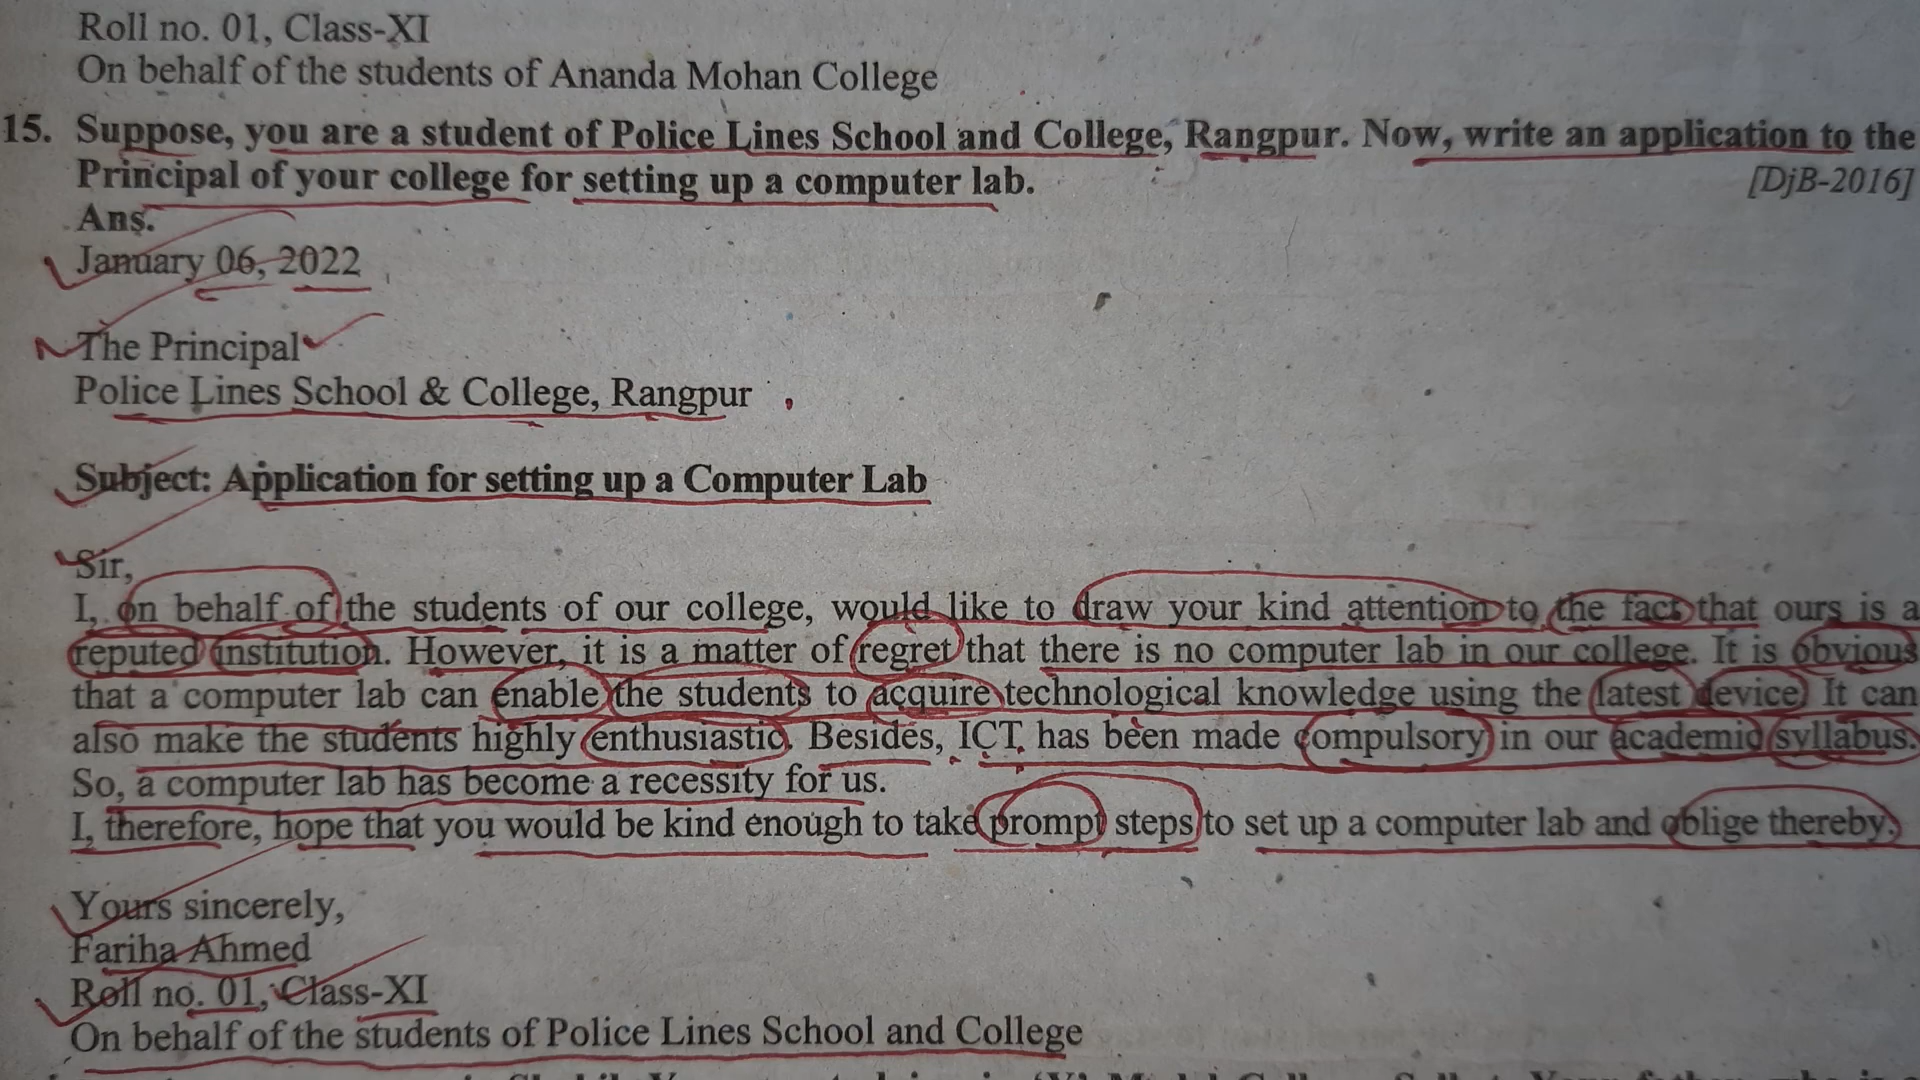 Roll no. 01, Class-XI
On behalf of the students of Ananda Mohan College
15. Suppose, you are a student of Police Lines School and College, Rangpur. Now, write an application to the
Principal of your college for setting up a computer lab. [DjB-2016]
Ans.
January 06, 2022
The Principal
Police Lines School & College, Rangpur
Subject: Application for setting up a Computer Lab
Sir,
I, on behalf of the students of our college, would like to draw your kind attention to the fact that ours is a
reputed institution. However, it is a matter of regret that there is no computer lab in our college. It is obvious
that a computer lab can enable the students to acquire technological knowledge using the latest device. It can
also make the students highly enthusiastic. Besides, ICT has been made compulsory in our academic syllabus.
So, a computer lab has become a recessity for us.
I, therefore, hope that you would be kind enough to take prompt steps to set up a computer lab and oblige thereby.
Yours sincerely,
Fariha Ahmed
Roll no. 01, Class-XI
On behalf of the students of Police Lines School and College